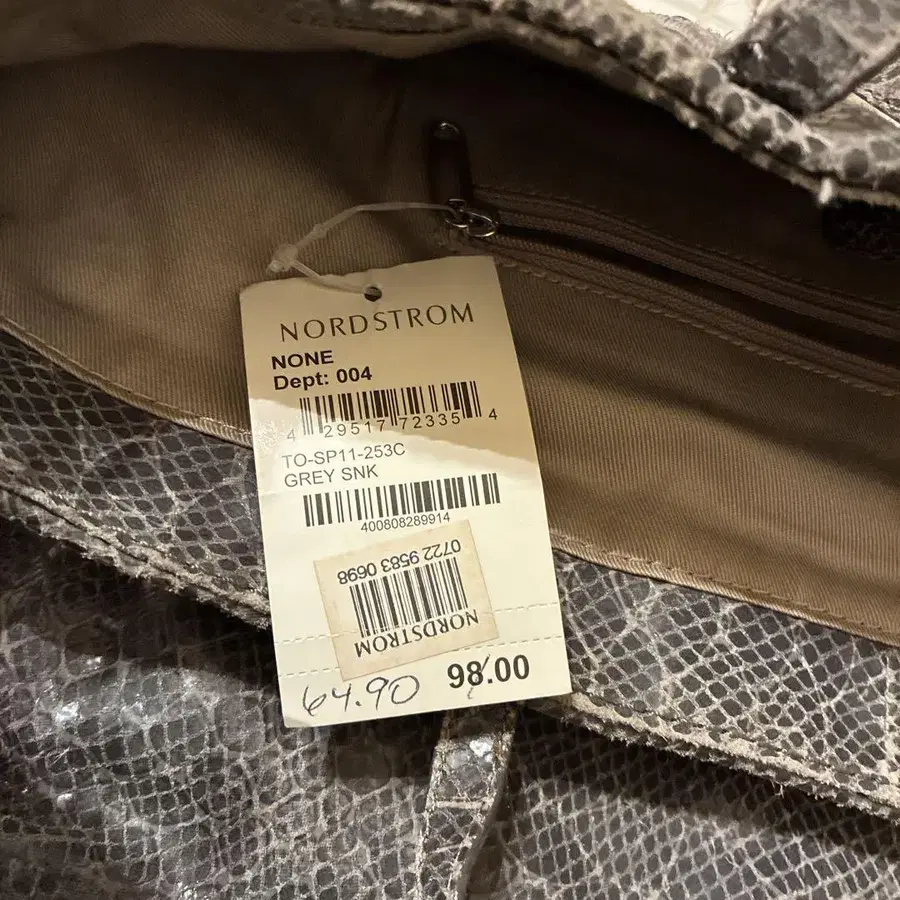 NORDSTROM
NONE
Dept: 004
4 29517 72335 4
TO-SP11-253C
GREY SNK
400808289914
0722 9583 0698
NORDSTROM
64.90 98.00